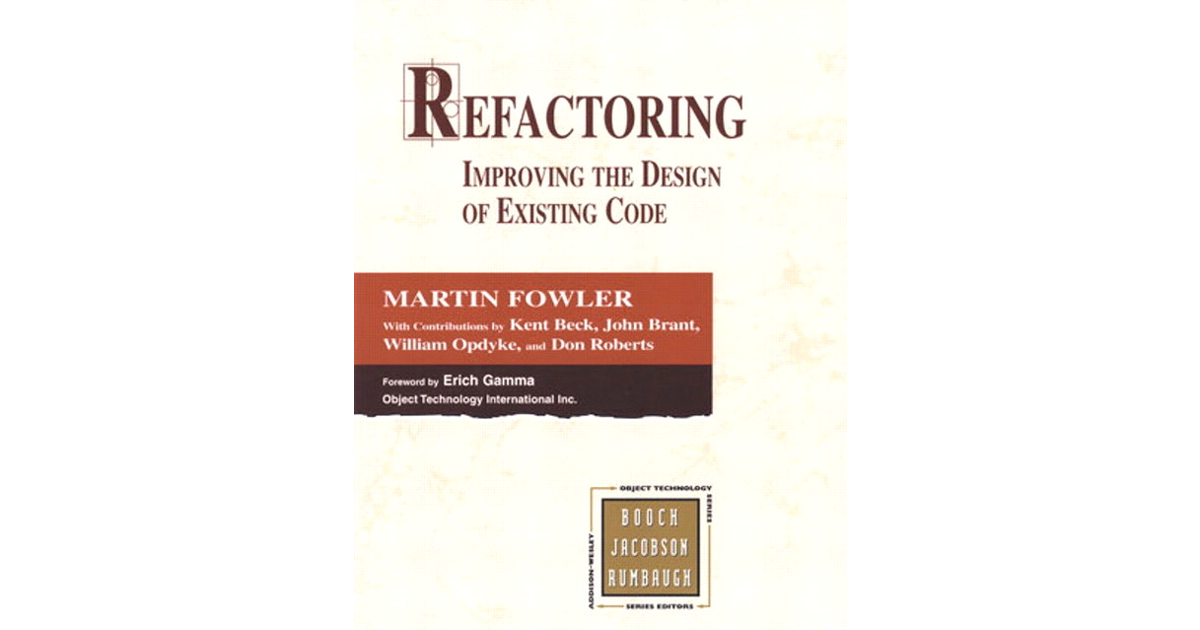 REFACTORING
IMPROVING THE DESIGN
OF EXISTING CODE
MARTIN FOWLER
With Contributions by Kent Beck, John Brant,
William Opdyke, and Don Roberts
Foreword by Erich Gamma
Object Technology International Inc.
OBJECT TECHNOLOGY
SERIES
BOOCH
JACOBSON
RUMBAUGH
ADDISON-WESLEY
SERIES EDITORS